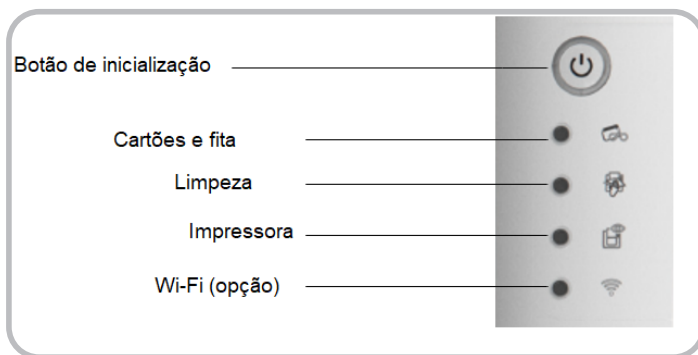 Botão de inicialização
Cartões e fita
Limpeza
Impressora
Wi-Fi (opção)